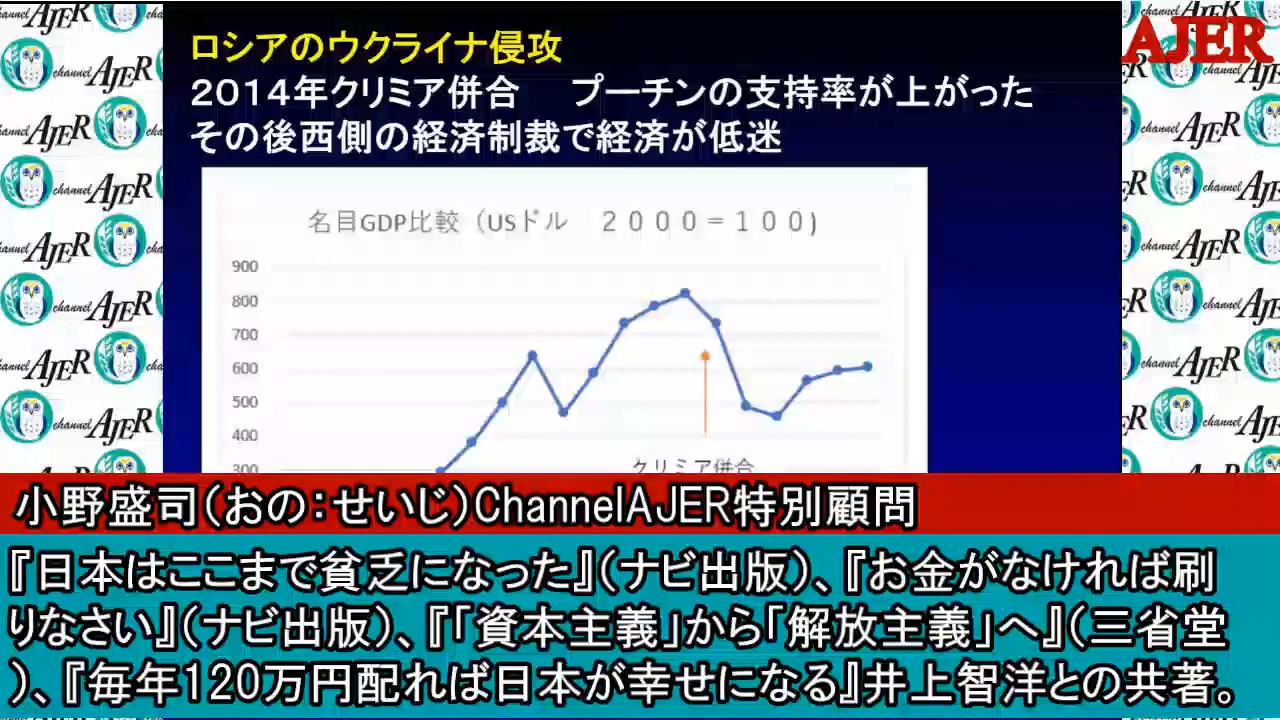 AJER
ロシアのウクライナ侵攻
2014年クリミア併合 プーチンの支持率が上がった
その後西側の経済制裁で経済が低迷
名目GDP比較(USドル 2000=100)
900
800
700
600
500
400
300
クリミア併合
小野盛司(おの:せいじ)ChannelAJER特別顧問
『日本はここまで貧乏になった』(ナビ出版)、『お金がなければ刷
りなさい』(ナビ出版)、『「資本主義」から「解放主義」へ』(三省堂
)、『毎年120万円配れば日本が幸せになる』井上智洋との共著。
channel AJER